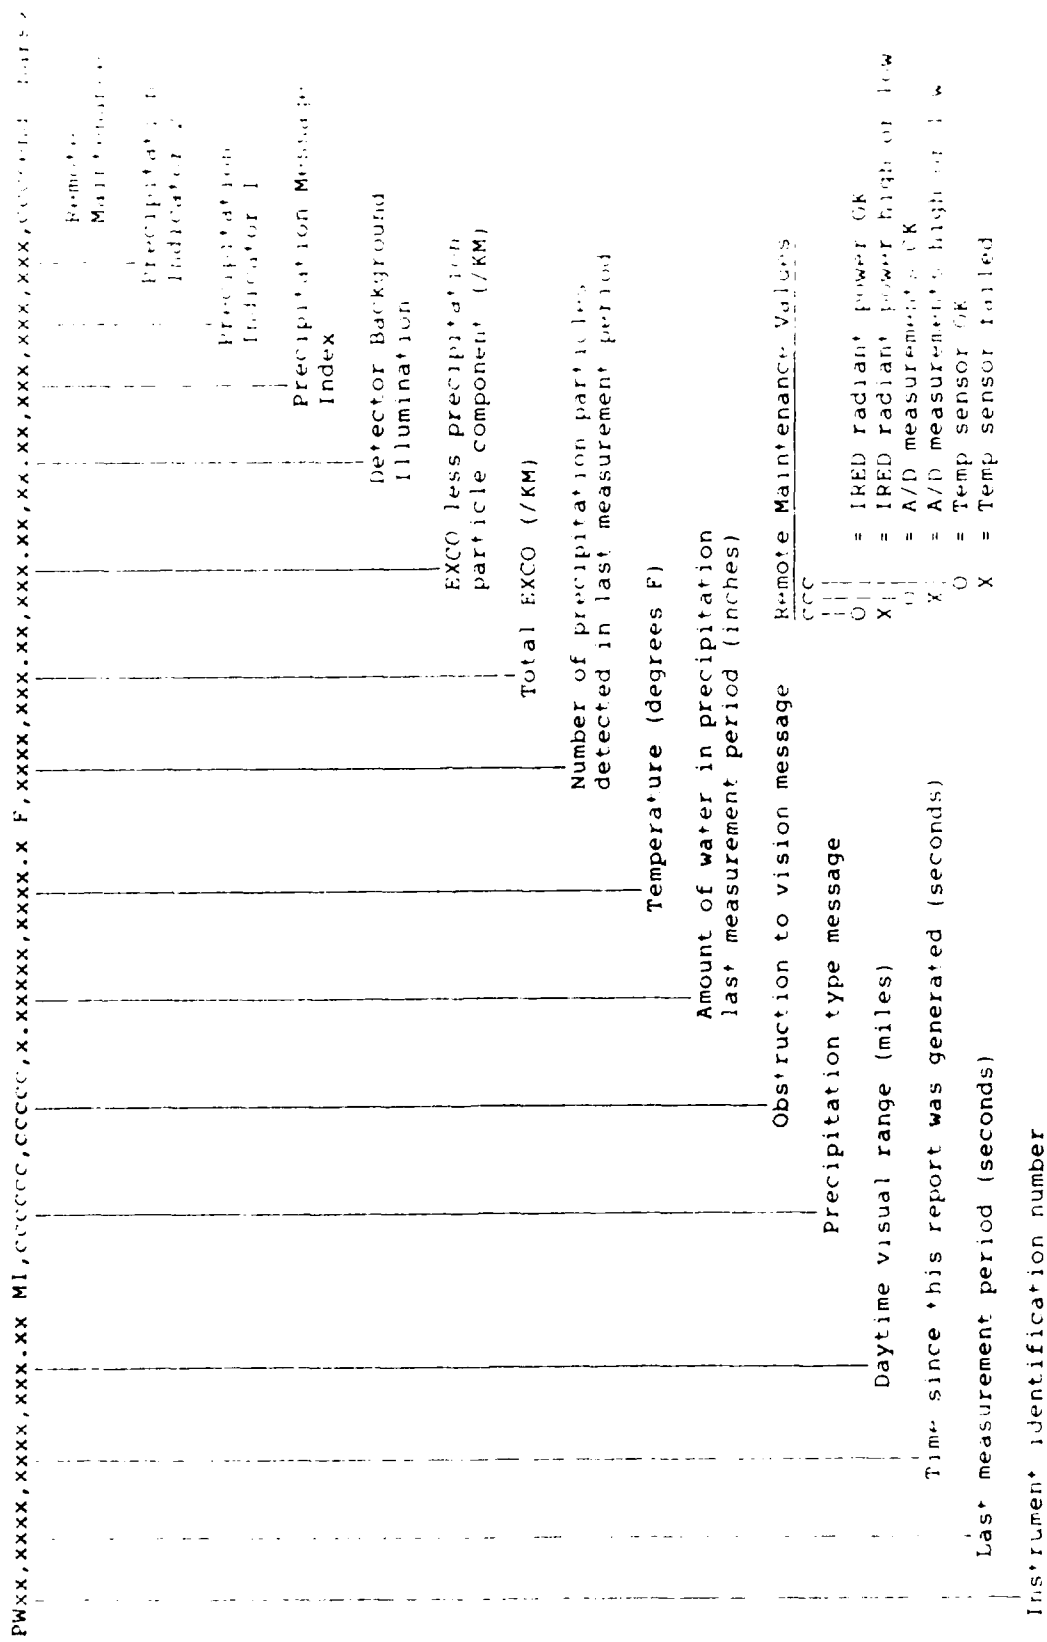 PWxx,xxxx,xxxx,xxx.xx MI,cccccc,ccccc,x.xxxxx,xxxx.x F,xxxx,xxx.xx,xxx.xx,xx.xx,xxx,xxx,xxx,ccc
Remote
Maintenance
Precipitation
Indicator 2
Precipitation
Indicator 1
Precipitation Message
Index
Detector Background
Illumination
EXCO less precipitation
particle component (/KM)
Total EXCO (/KM)
Number of precipitation particles
detected in last measurement period
Temperature (degrees F)
Amount of water in precipitation
last measurement period (inches)
Obstruction to vision message
Precipitation type message
Daytime visual range (miles)
Time since this report was generated (seconds)
Last measurement period (seconds)
Instrument identification number
Remote Maintenance Values
CCC
O = IRED radiant power OK
X = IRED radiant power high or low
O = A/D measurements OK
X = A/D measurements high or low
O = Temp sensor OK
X = Temp sensor failed